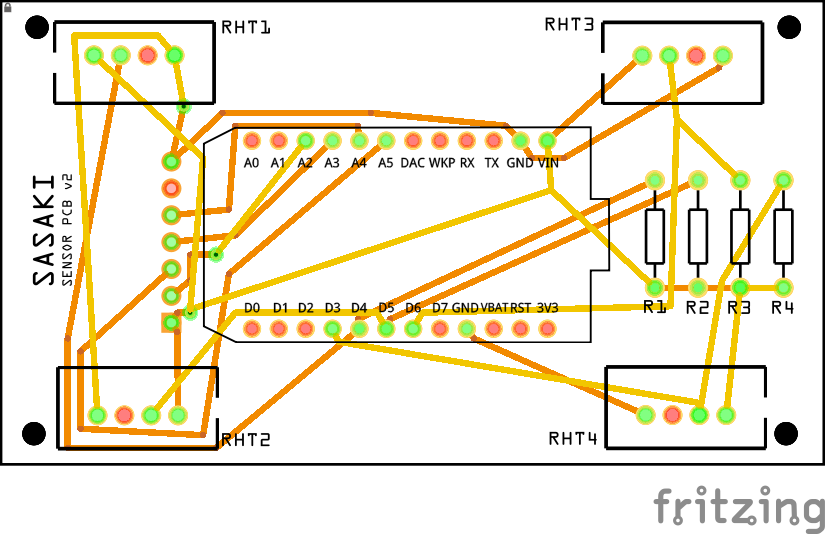 RHT1
RHT3
A0 A1 A2 A3 A4 A5 DAC WKP RX TX GND VIN
SASAKI
SENSOR PCB v2
D0 D1 D2 D3 D4 D5 D6 D7 GND VBAT RST 3V3
R1 R2 R3 R4
RHT2
RHT4
fritzing